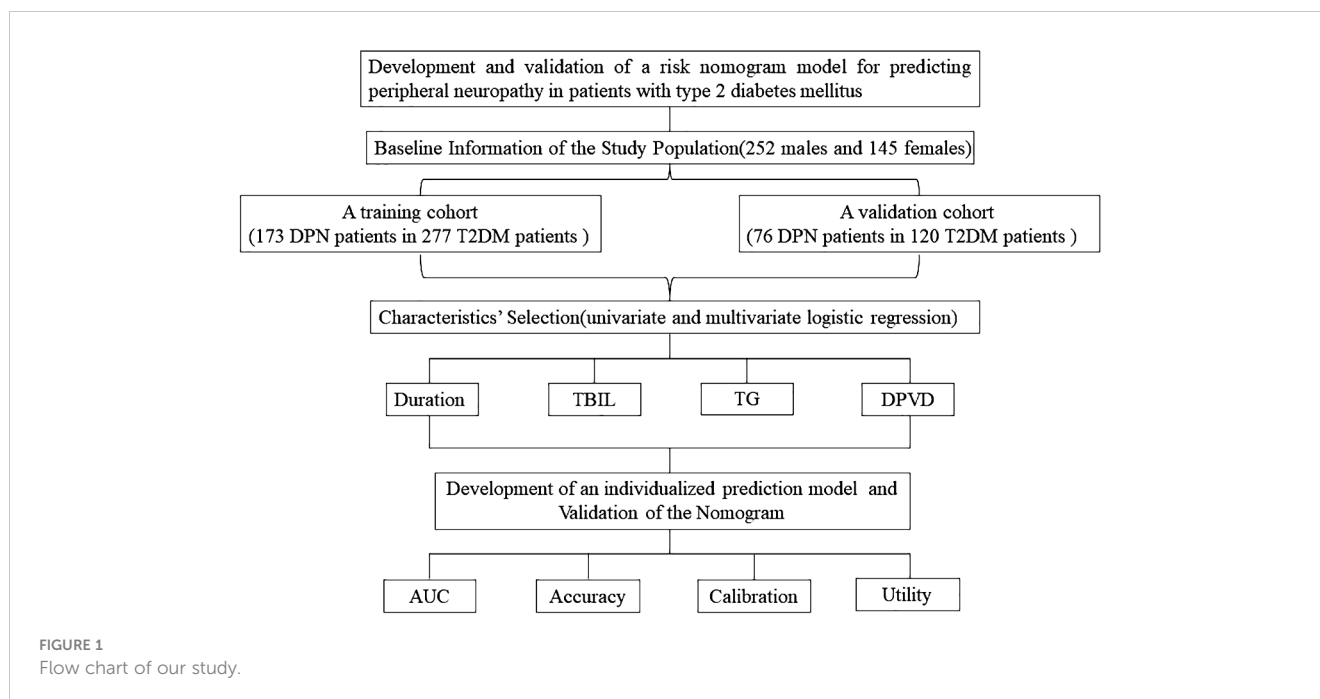 Development and validation of a risk nomogram model for predicting
peripheral neuropathy in patients with type 2 diabetes mellitus
Baseline Information of the Study Population(252 males and 145 females)
A training cohort
(173 DPN patients in 277 T2DM patients )
A validation cohort
(76 DPN patients in 120 T2DM patients )
Characteristics’ Selection(univariate and multivariate logistic regression)
Duration
TBIL
TG
DPVD
Development of an individualized prediction model and
Validation of the Nomogram
AUC
Accuracy
Calibration
Utility
FIGURE 1
Flow chart of our study.